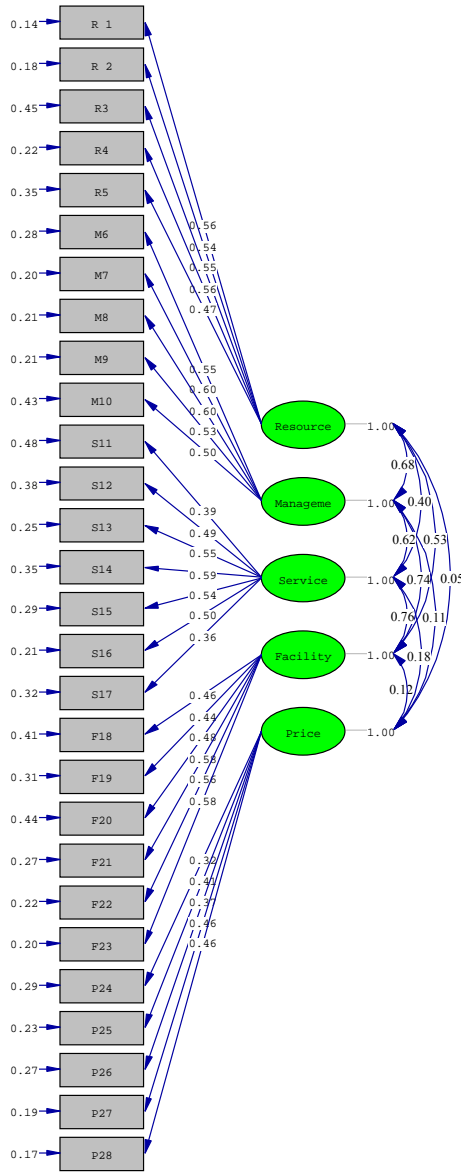 0.14 R 1
0.18 R 2
0.45 R3
0.22 R4
0.35 R5
0.28 M6
0.20 M7
0.21 M8
0.21 M9
0.43 M10
0.48 S11
0.38 S12
0.25 S13
0.35 S14
0.29 S15
0.21 S16
0.32 S17
0.41 F18
0.31 F19
0.44 F20
0.27 F21
0.22 F22
0.20 F23
0.29 P24
0.23 P25
0.27 P26
0.19 P27
0.17 P28
0.56
0.54
0.55
0.56
0.47
0.55
0.60
0.60
0.53
0.50
0.39
0.49
0.55
0.59
0.54
0.50
0.36
0.46
0.44
0.48
0.56
0.58
0.32
0.41
0.37
0.46
0.46
Resource 1.00
Manageme 1.00
Service 1.00
Facility 1.00
Price 1.00
0.68
0.40
0.62
0.53
0.74
0.05
0.76
0.11
0.18
0.12